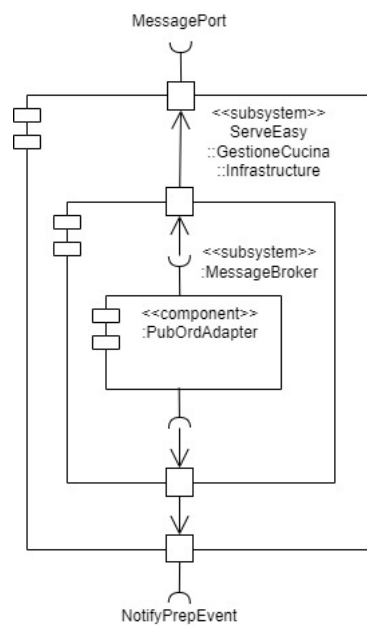 MessagePort
<<subsystem>>
ServeEasy
::GestioneCucina
::Infrastructure
<<subsystem>>
:MessageBroker
<<component>>
:PubOrdAdapter
NotifyPrepEvent